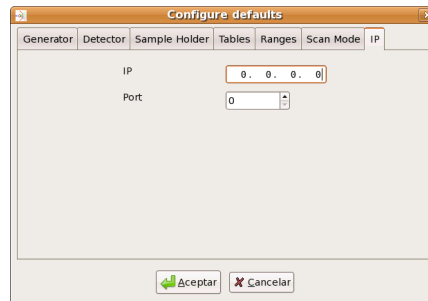 Configure defaults
Generator Detector Sample Holder Tables Ranges Scan Mode IP
IP 0. 0. 0. 0
Port 0
Aceptar Cancelar